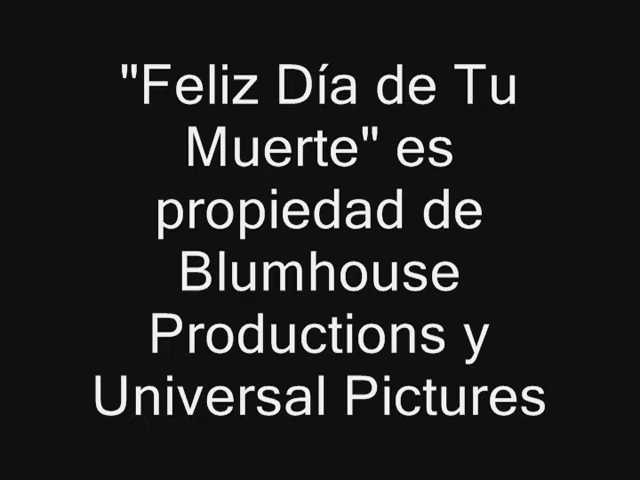 "Feliz Día de Tu
Muerte" es
propiedad de
Blumhouse
Productions y
Universal Pictures